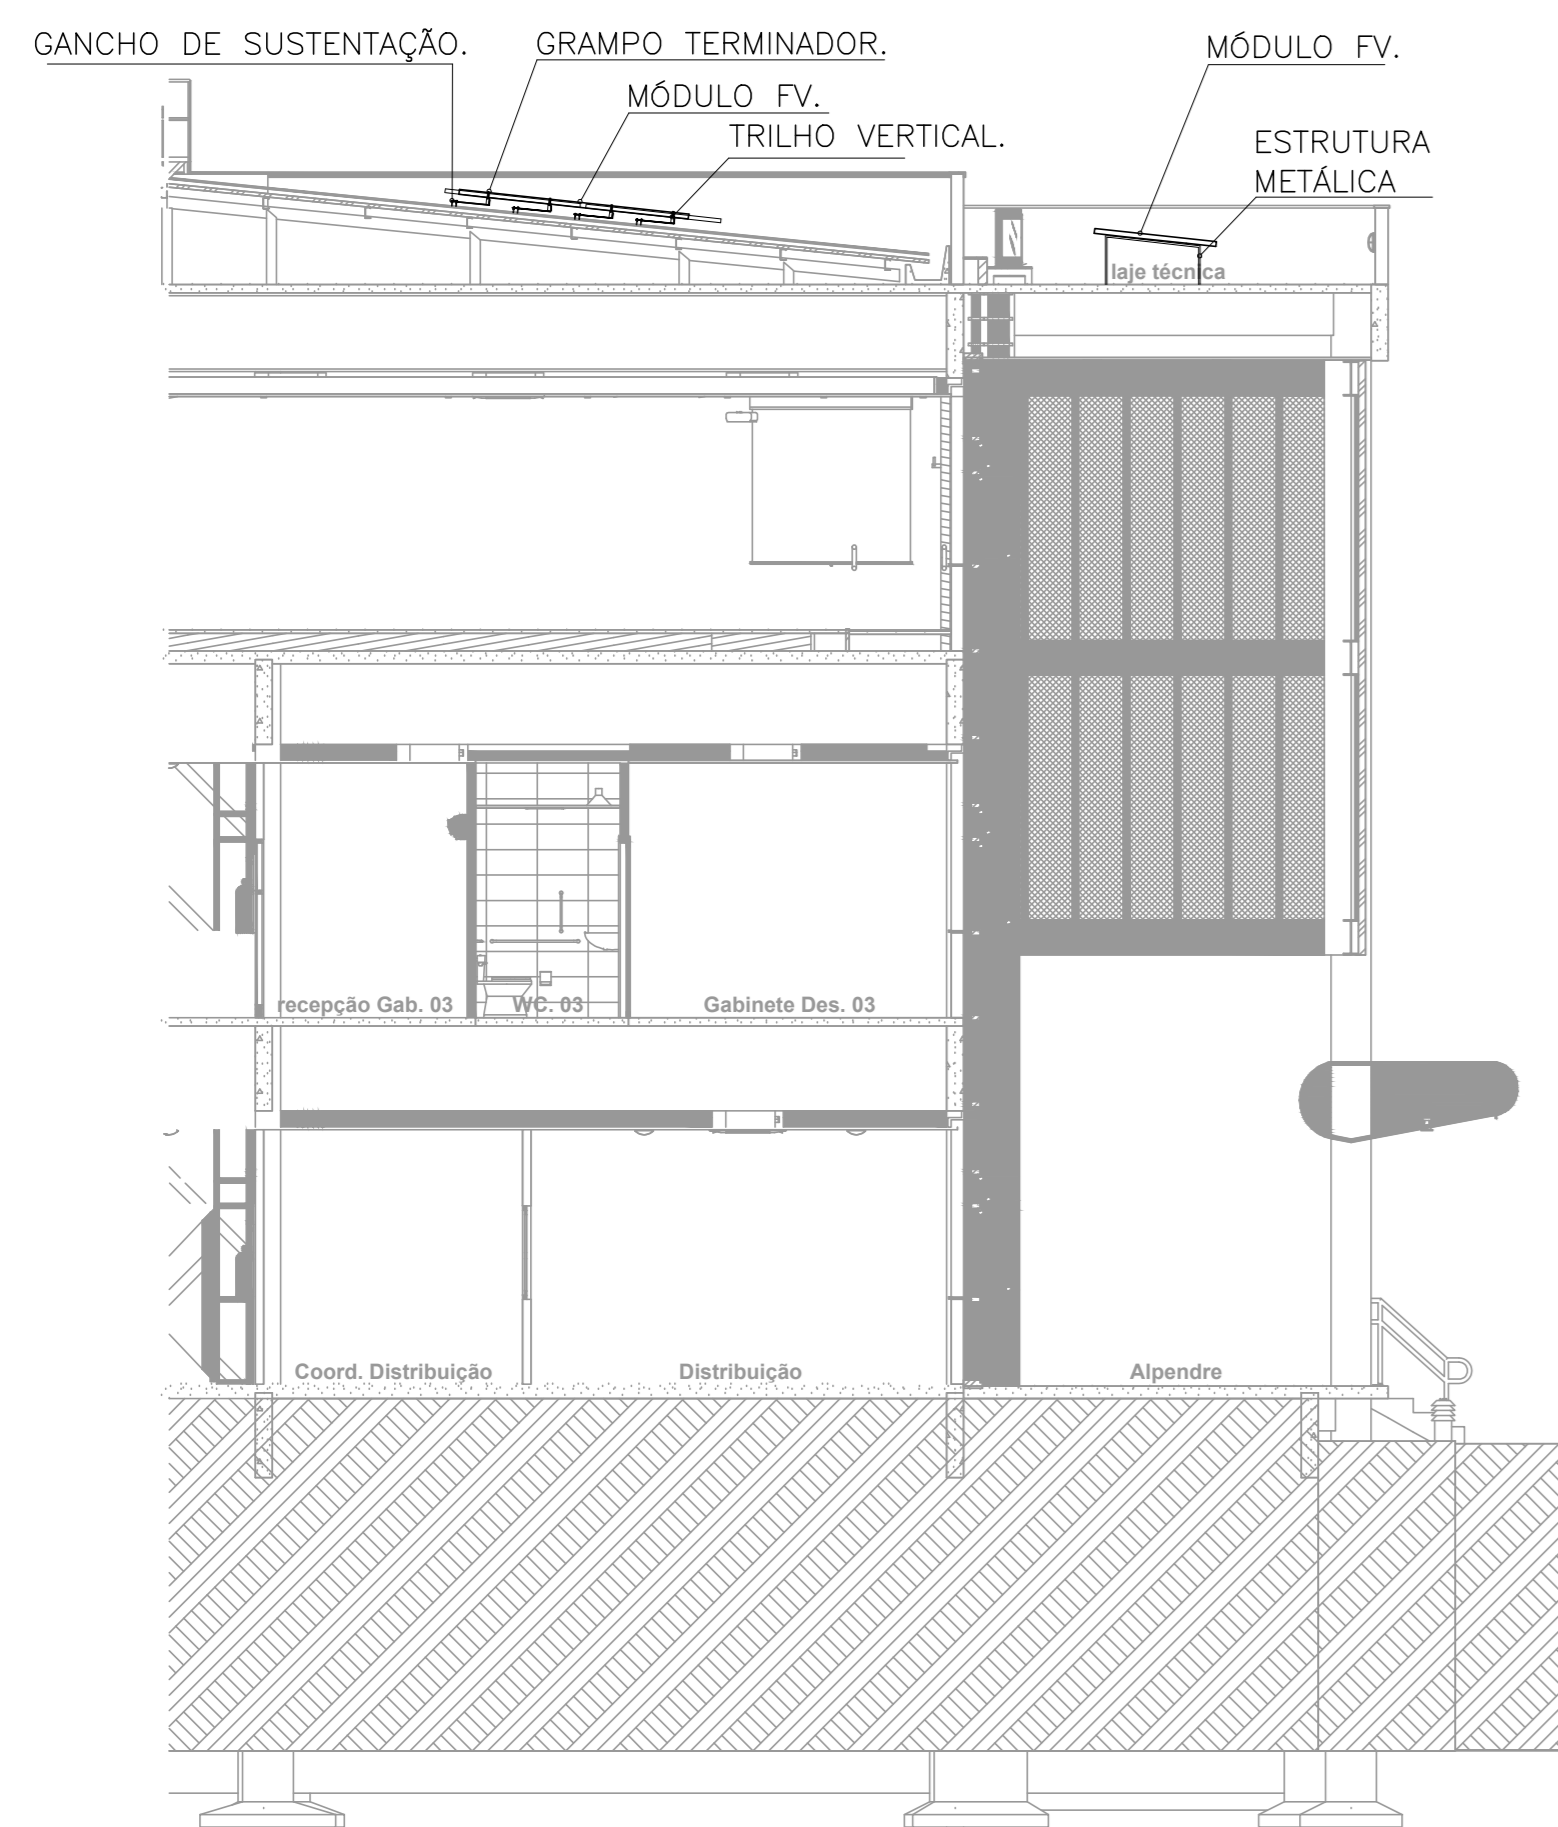 GANCHO DE SUSTENTAÇÃO.
GRAMPO TERMINADOR.
MÓDULO FV.
MÓDULO FV.
TRILHO VERTICAL.
ESTRUTURA
METÁLICA
laje técnica
recepção Gab. 03
WC. 03
Gabinete Des. 03
Coord. Distribuição
Distribuição
Alpendre